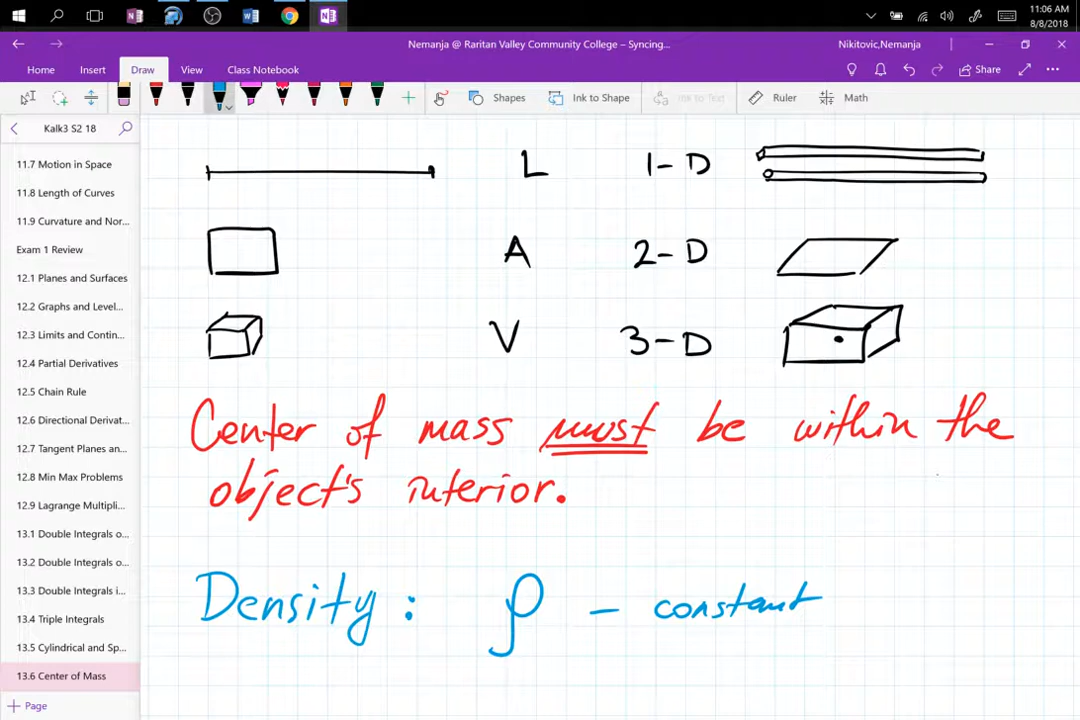 11:06 AM
8/8/2018
Nemanja @ Raritan Valley Community College – Syncing...
Nikitovic,Nemanja
Home Insert Draw View Class Notebook
Share
Shapes Ink to Shape Ink to Text Ruler Math
Kalk3 S2 18
11.7 Motion in Space
11.8 Length of Curves
11.9 Curvature and Nor...
Exam 1 Review
12.1 Planes and Surfaces
12.2 Graphs and Level...
12.3 Limits and Contin...
12.4 Partial Derivatives
12.5 Chain Rule
12.6 Directional Derivat...
12.7 Tangent Planes an...
12.8 Min Max Problems
12.9 Lagrange Multipli...
13.1 Double Integrals o...
13.2 Double Integrals o...
13.3 Double Integrals i...
13.4 Triple Integrals
13.5 Cylindrical and Sp...
13.6 Center of Mass
+ Page
L 1-D
A 2-D
V 3-D
Center of mass must be within the
object's interior.
Density: ρ – constant